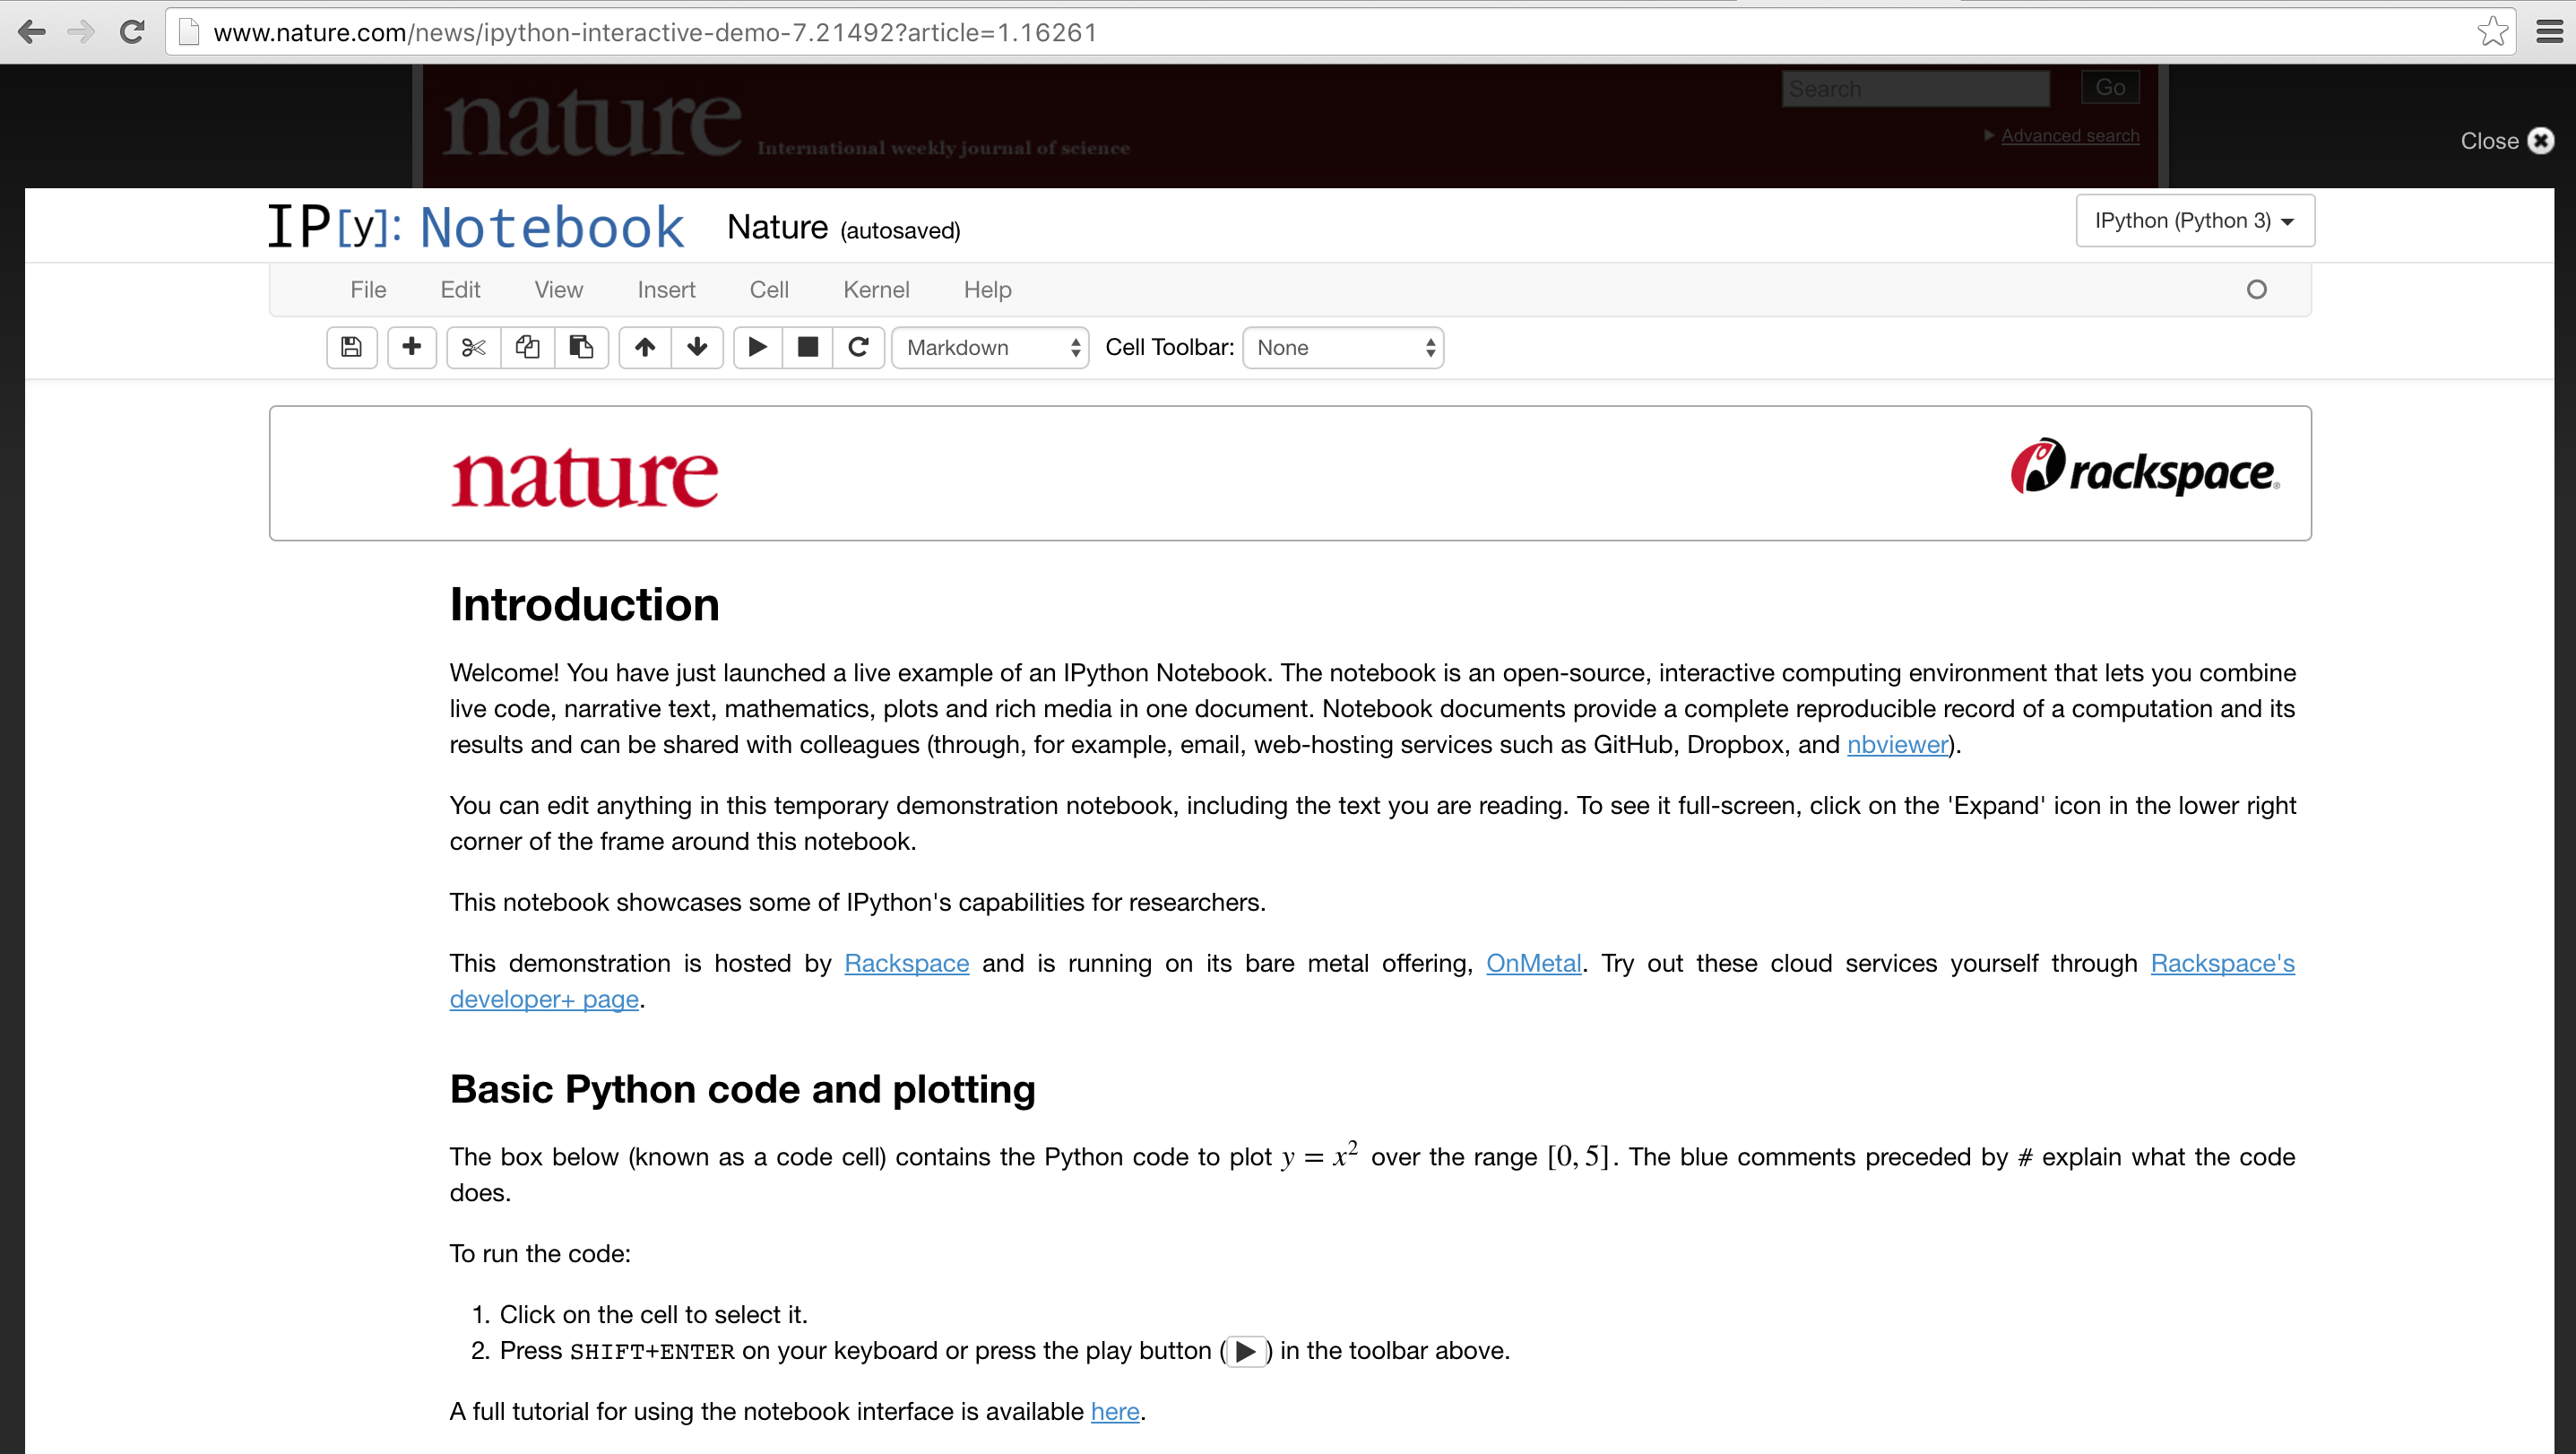 www.nature.com/news/ipython-interactive-demo-7.21492?article=1.16261
nature International weekly journal of science
Search Go
Advanced search
Close
IP[y]: Notebook Nature (autosaved) IPython (Python 3)
File Edit View Insert Cell Kernel Help
Markdown Cell Toolbar: None
nature rackspace®
Introduction
Welcome! You have just launched a live example of an IPython Notebook. The notebook is an open-source, interactive computing environment that lets you combine
live code, narrative text, mathematics, plots and rich media in one document. Notebook documents provide a complete reproducible record of a computation and its
results and can be shared with colleagues (through, for example, email, web-hosting services such as GitHub, Dropbox, and nbviewer).
You can edit anything in this temporary demonstration notebook, including the text you are reading. To see it full-screen, click on the 'Expand' icon in the lower right
corner of the frame around this notebook.
This notebook showcases some of IPython's capabilities for researchers.
This demonstration is hosted by Rackspace and is running on its bare metal offering, OnMetal. Try out these cloud services yourself through Rackspace's
developer+ page.
Basic Python code and plotting
The box below (known as a code cell) contains the Python code to plot y = x² over the range [0, 5]. The blue comments preceded by # explain what the code
does.
To run the code:
1. Click on the cell to select it.
2. Press SHIFT+ENTER on your keyboard or press the play button (▶) in the toolbar above.
A full tutorial for using the notebook interface is available here.